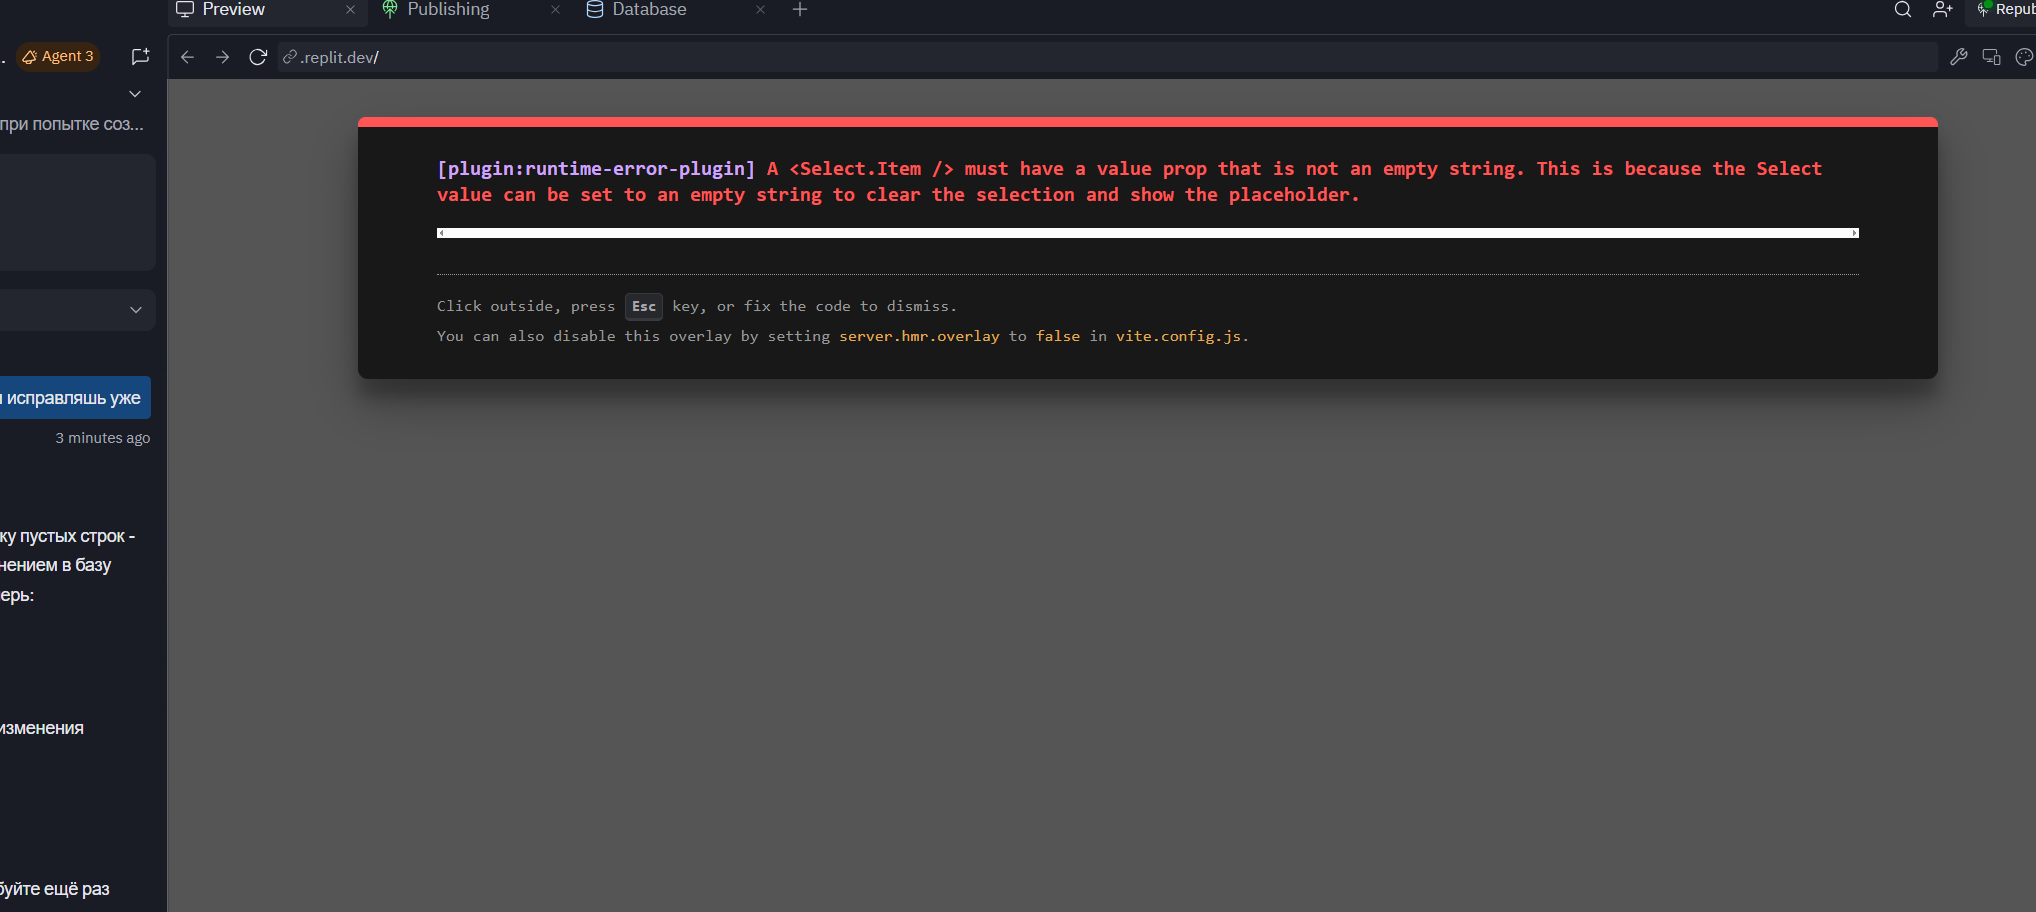 Preview
Publishing
Database
Repub
Agent 3
.replit.dev/
при попытке соз...
[plugin:runtime-error-plugin] A <Select.Item /> must have a value prop that is not an empty string. This is because the Select
value can be set to an empty string to clear the selection and show the placeholder.
Click outside, press Esc key, or fix the code to dismiss.
You can also disable this overlay by setting server.hmr.overlay to false in vite.config.js.
исправляшь уже
3 minutes ago
ку пустых строк -
нением в базу
ерь:
изменения
буйте ещё раз